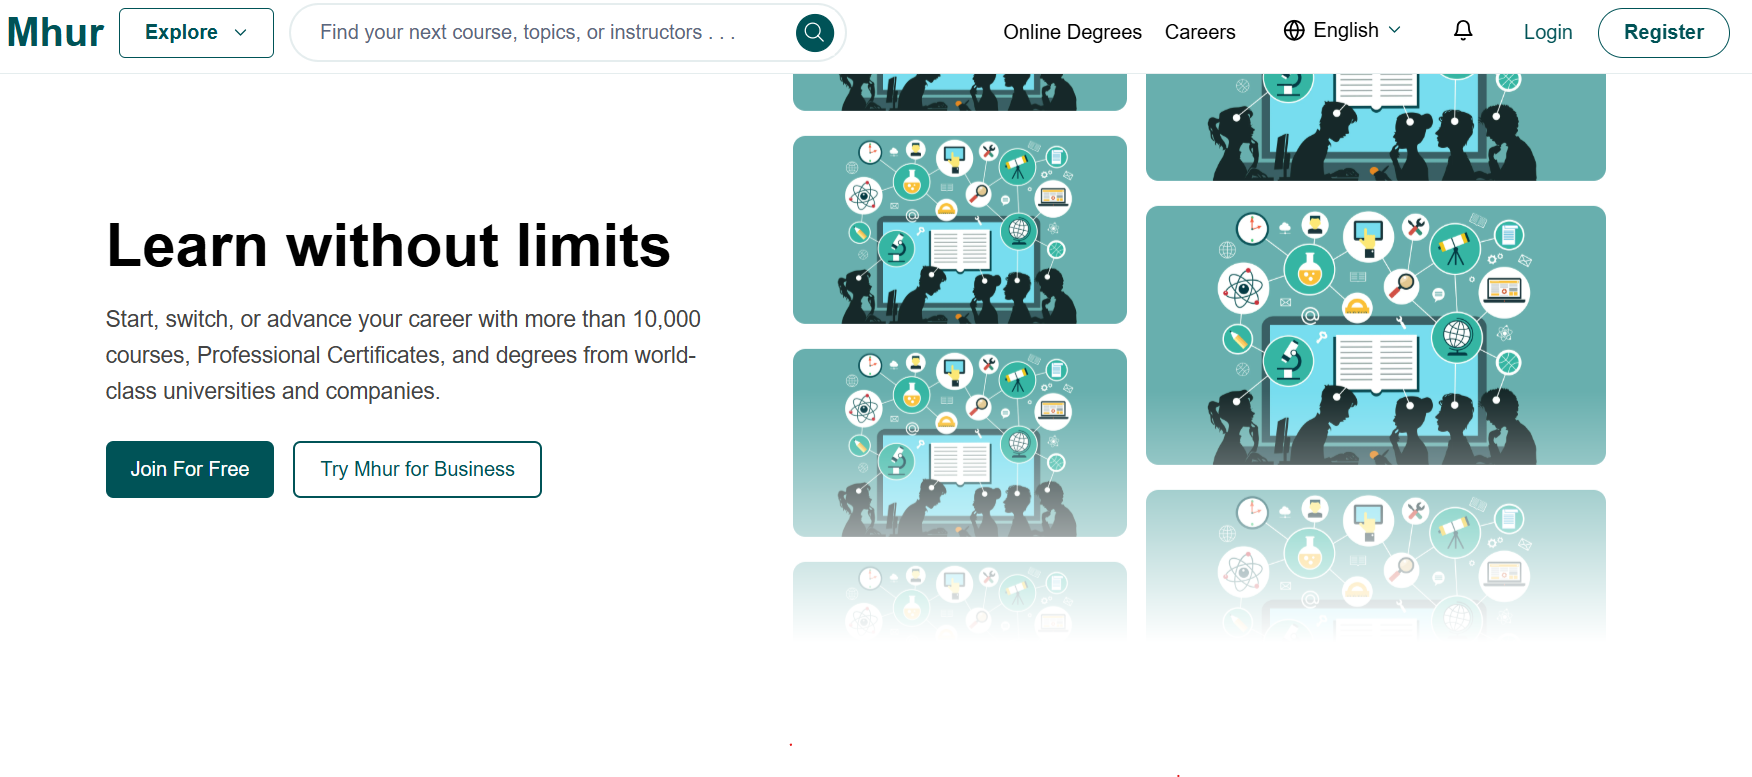 Mhur
Explore
Find your next course, topics, or instructors . . .
Online Degrees
Careers
English
Login
Register
Learn without limits
Start, switch, or advance your career with more than 10,000
courses, Professional Certificates, and degrees from world-
class universities and companies.
Join For Free
Try Mhur for Business